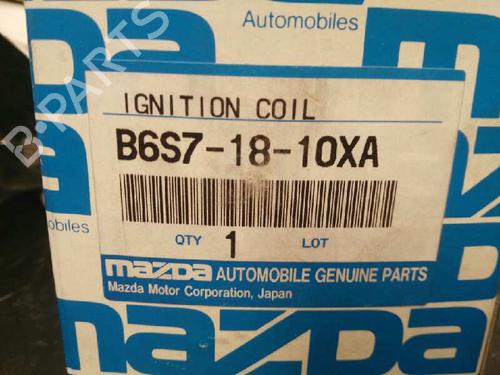 Automobiles
B-PARTS
IGNITION COIL
B6S7-18-10XA
QTY 1 LOT
mazda AUTOMOBILE GENUINE PARTS
Mazda Motor Corporation, Japan
mazda